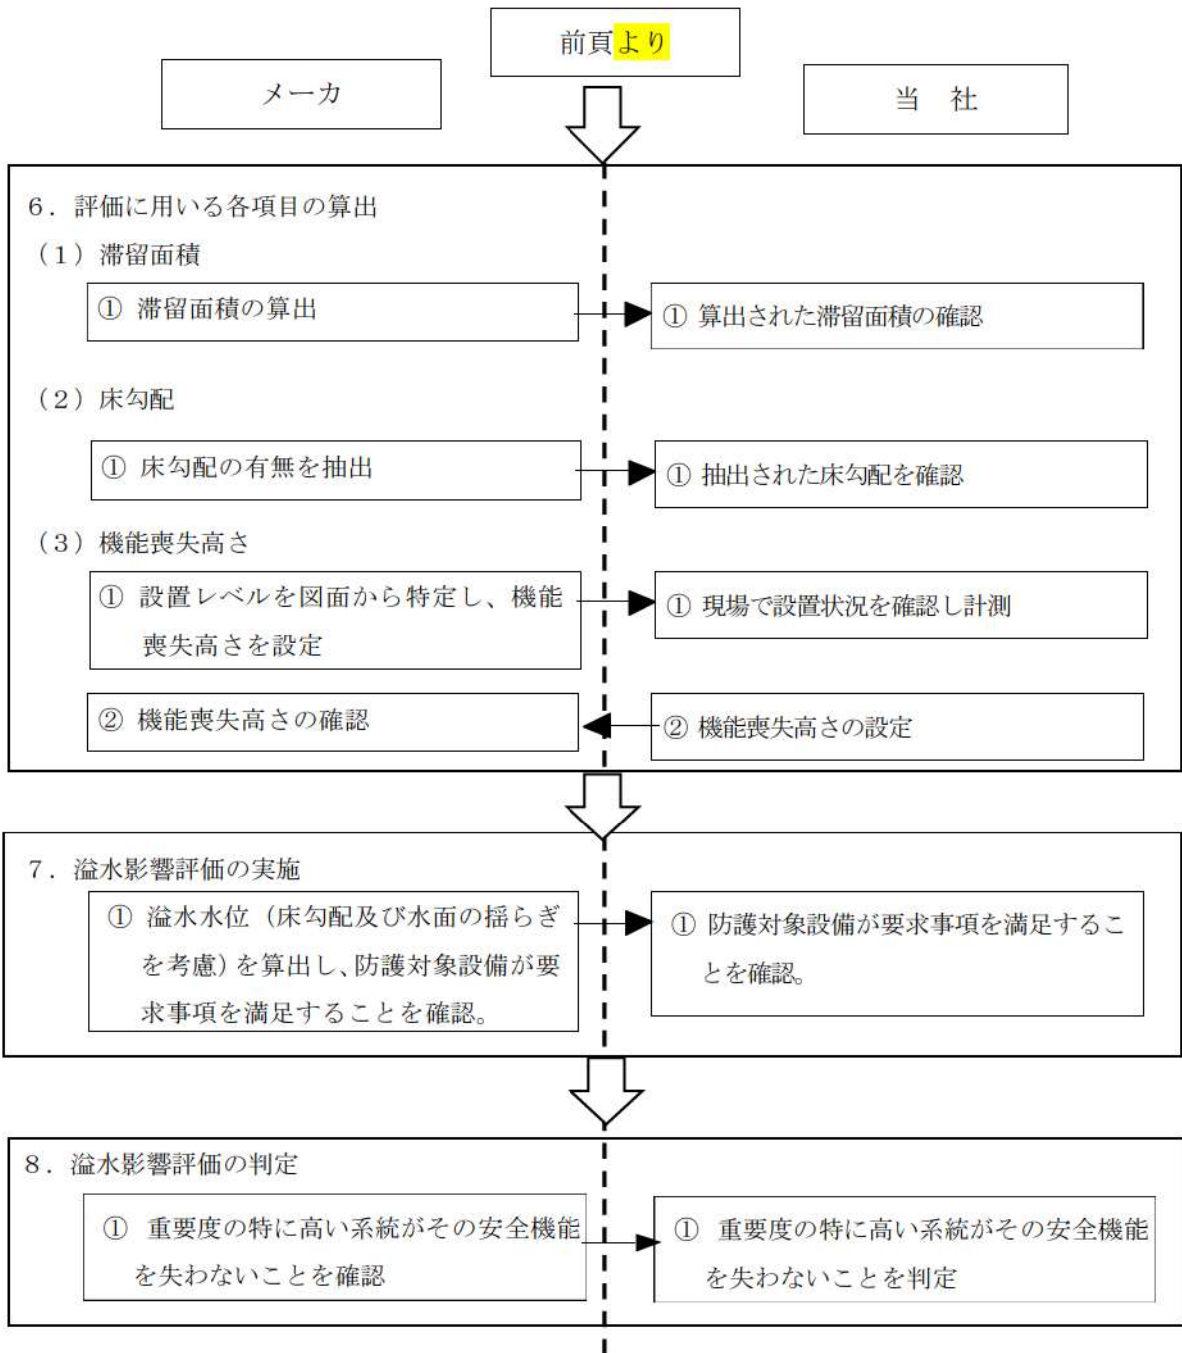 前頁より
メーカ
当　社
６．評価に用いる各項目の算出
（１）滞留面積
① 滞留面積の算出
① 算出された滞留面積の確認
（２）床勾配
① 床勾配の有無を抽出
① 抽出された床勾配を確認
（３）機能喪失高さ
① 設置レベルを図面から特定し、機能
喪失高さを設定
① 現場で設置状況を確認し計測
② 機能喪失高さの確認
② 機能喪失高さの設定
７．溢水影響評価の実施
① 溢水水位（床勾配及び水面の揺らぎ
を考慮）を算出し、防護対象設備が要
求事項を満足することを確認。
① 防護対象設備が要求事項を満足するこ
とを確認。
８．溢水影響評価の判定
① 重要度の特に高い系統がその安全機能
を失わないことを確認
① 重要度の特に高い系統がその安全機能
を失わないことを判定